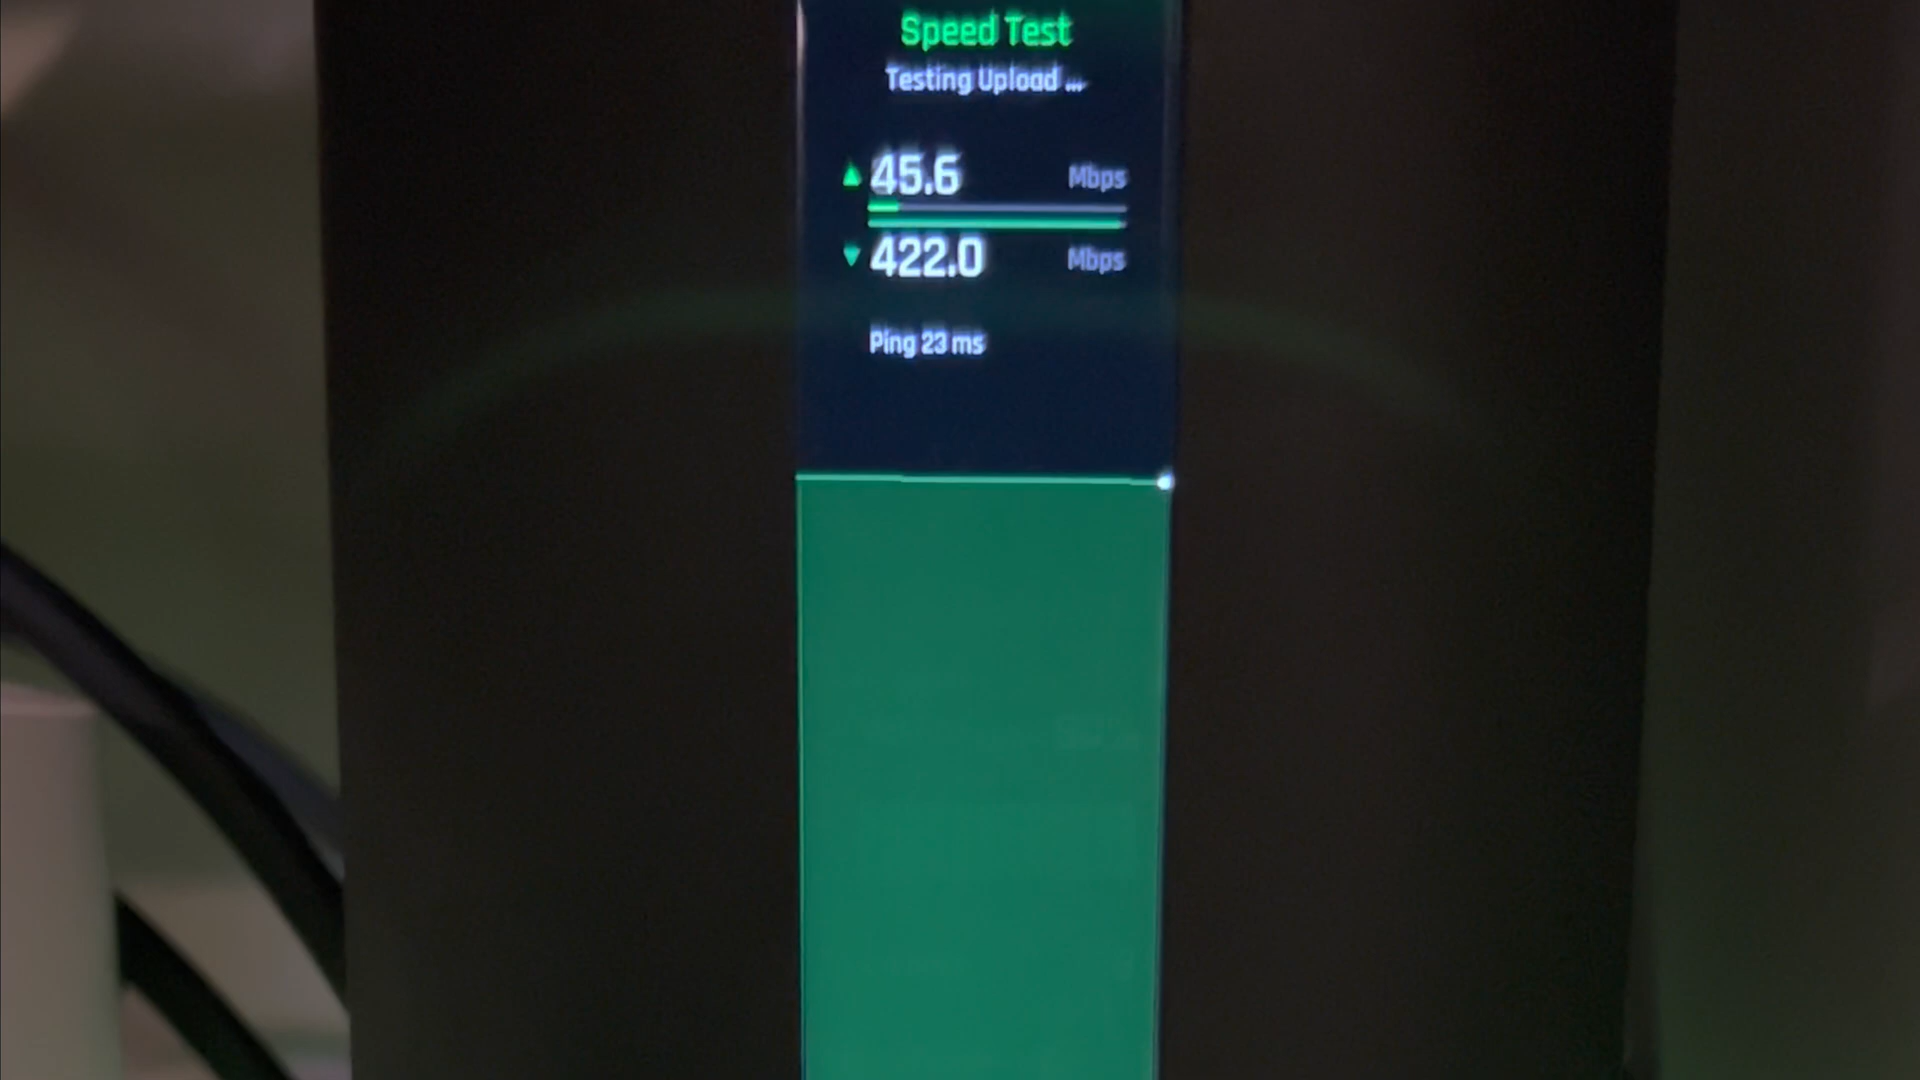 Speed Test
Testing Upload ...
▲ 45.6 Mbps
▼ 422.0 Mbps
Ping 23 ms